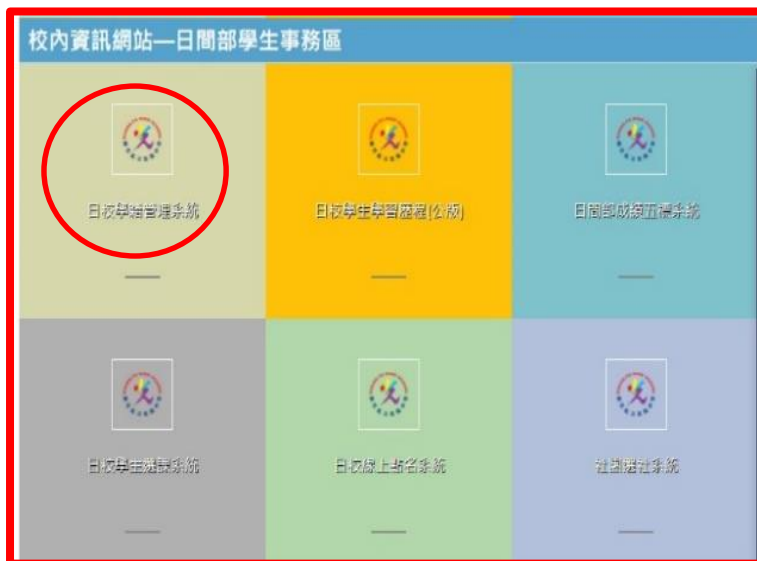 校內資訊網站—日間部學生事務區
日校學籍管理系統
日校學生學習歷程(公版)
日間部成績五標系統
日校學生選課系統
日校線上點名系統
社團選社系統